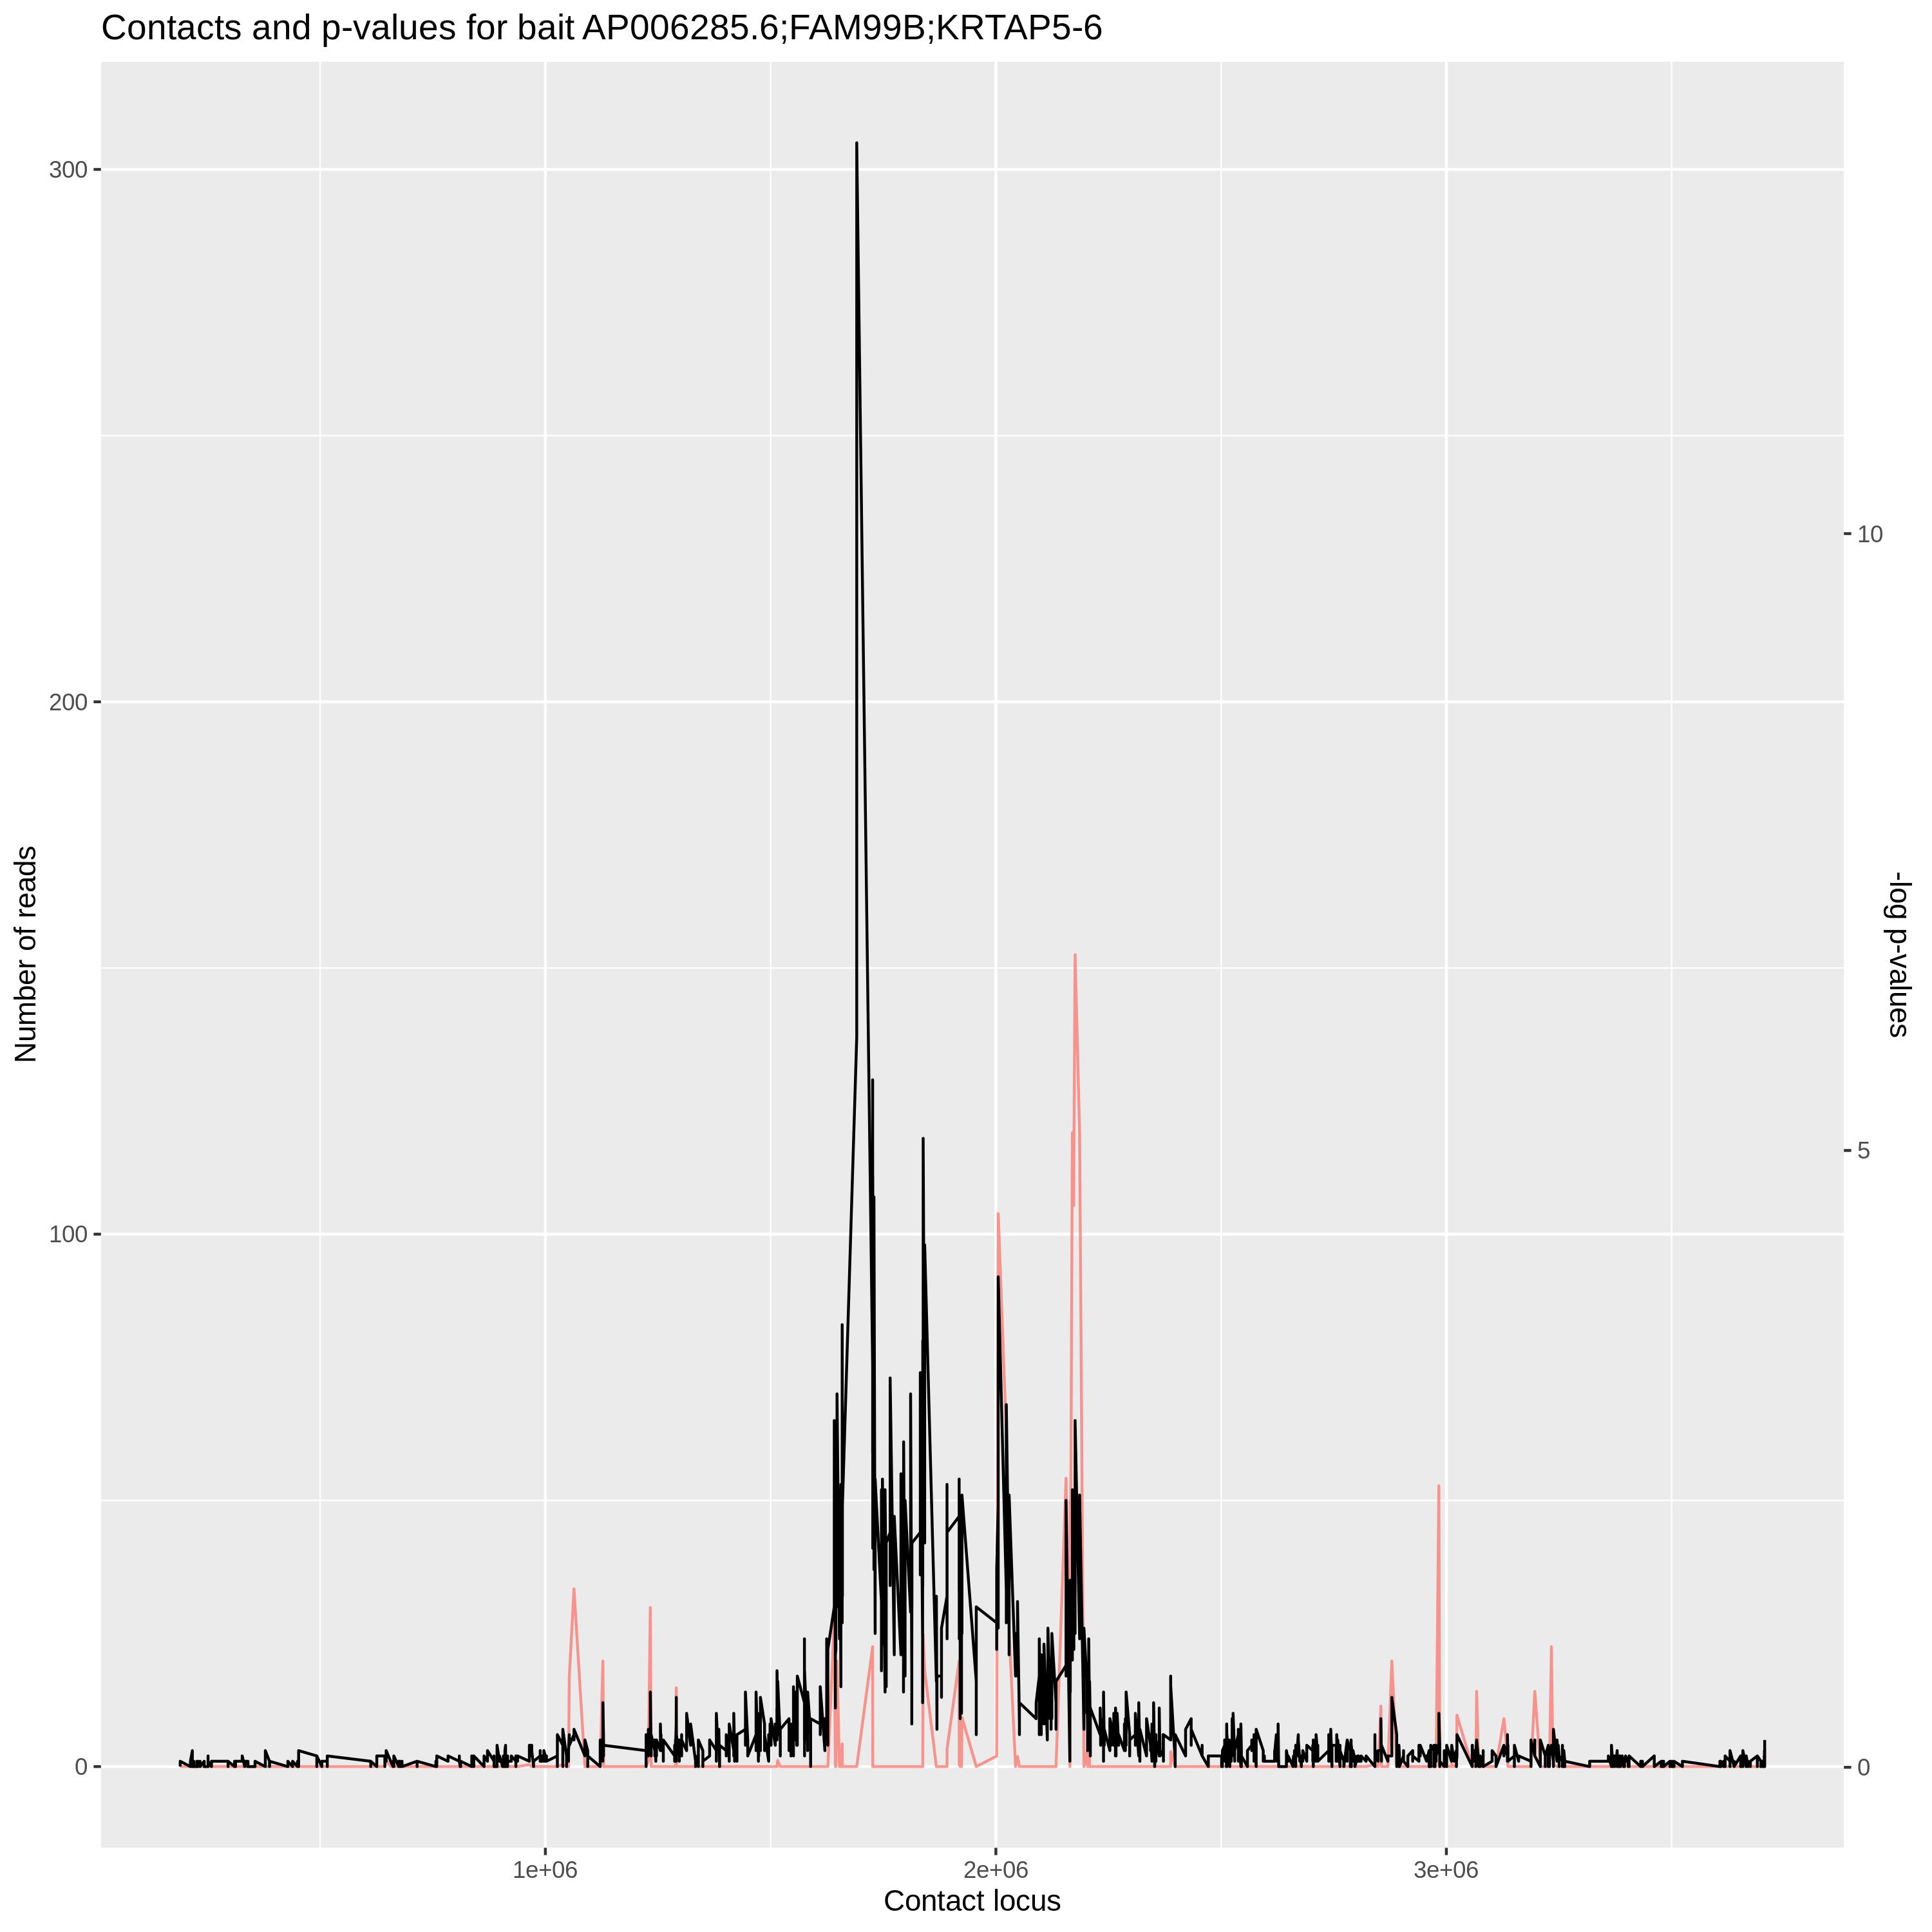 Contacts and p-values for bait AP006285.6;FAM99B;KRTAP5-6
300
200
100
0
Number of reads
10
5
0
-log p-values
1e+06
2e+06
3e+06
Contact locus